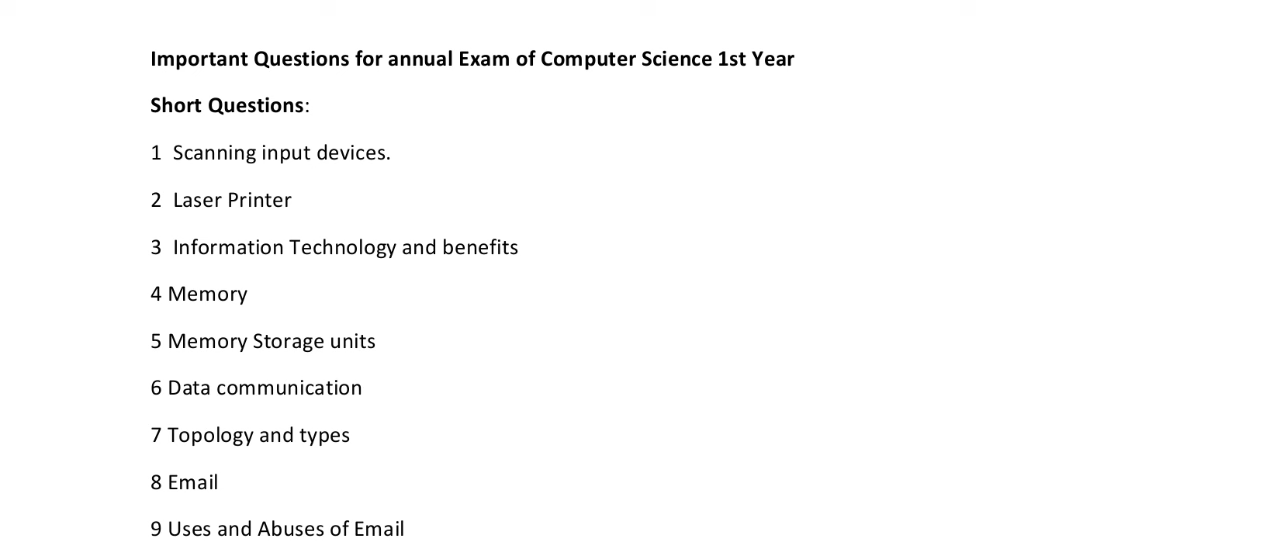 Important Questions for annual Exam of Computer Science 1st Year
Short Questions:
1 Scanning input devices.
2 Laser Printer
3 Information Technology and benefits
4 Memory
5 Memory Storage units
6 Data communication
7 Topology and types
8 Email
9 Uses and Abuses of Email